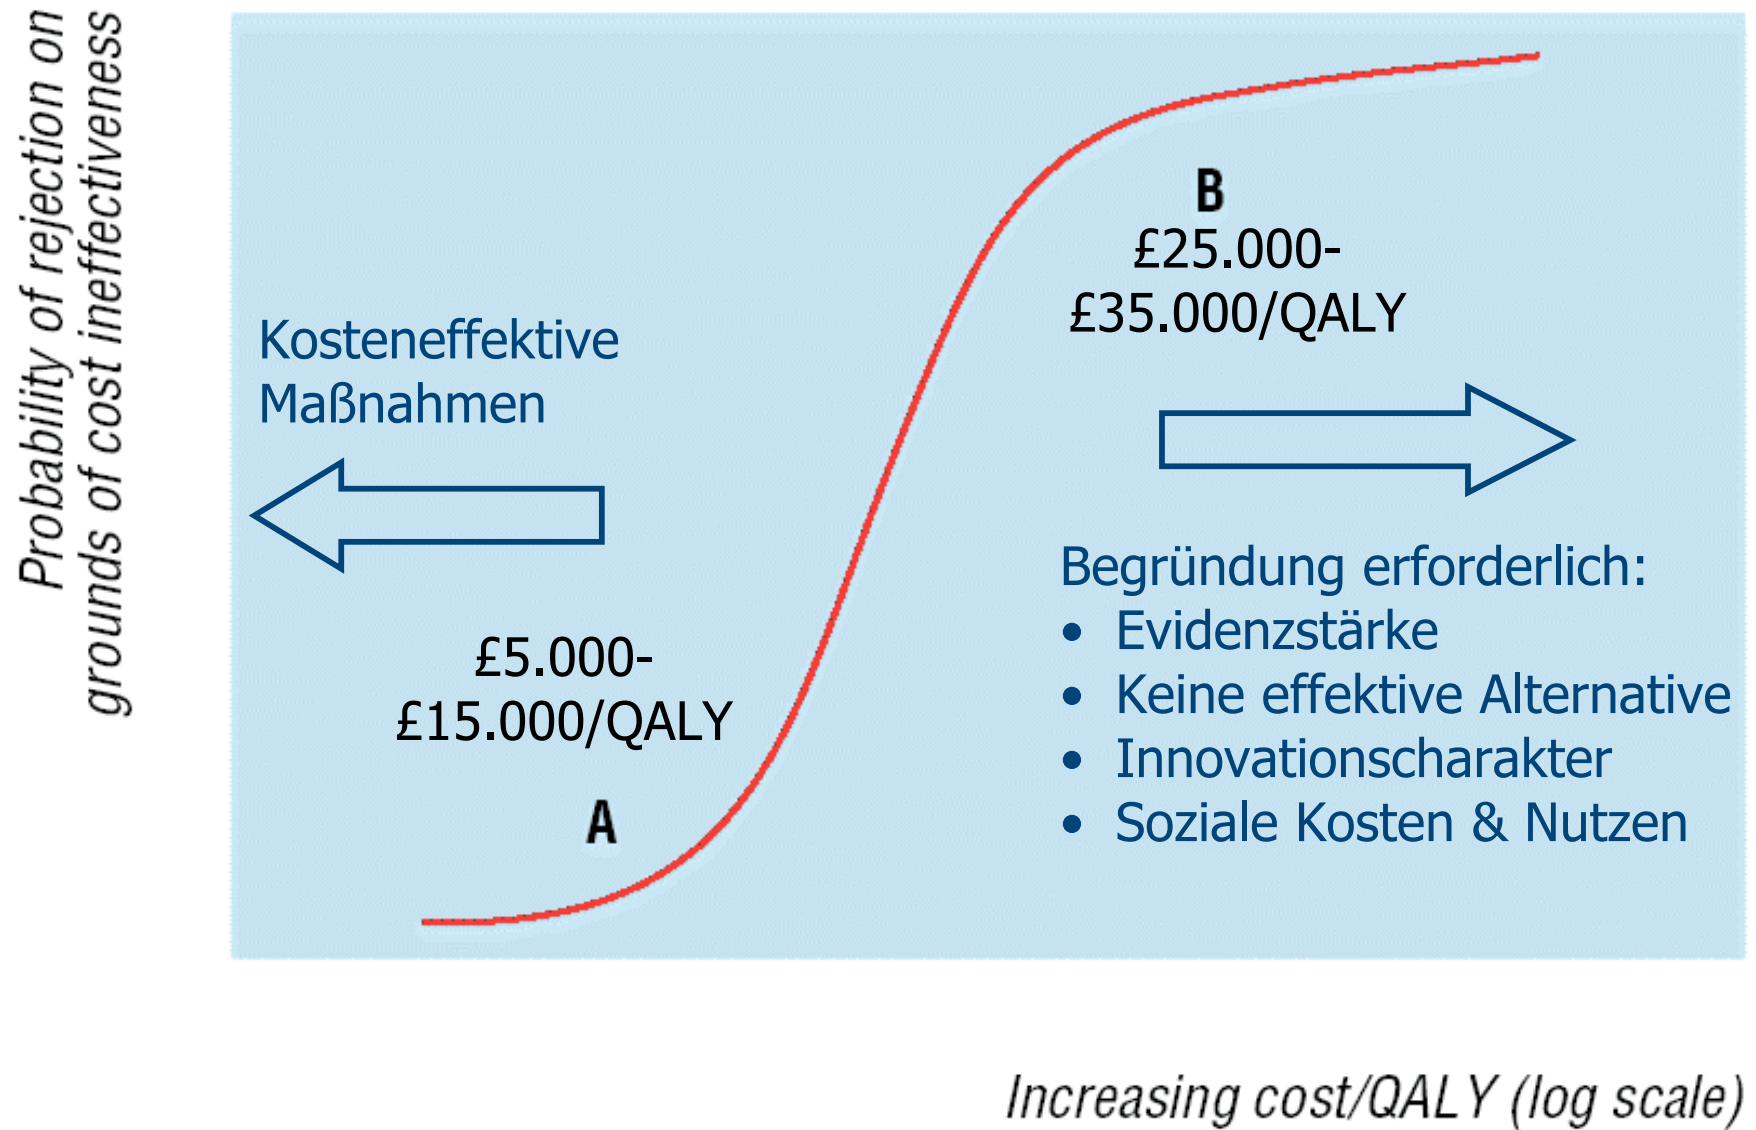 Probability of rejection on
grounds of cost ineffectiveness
B
£25.000-
£35.000/QALY
Kosteneffektive
Maßnahmen
Begründung erforderlich:
• Evidenzstärke
• Keine effektive Alternative
• Innovationscharakter
• Soziale Kosten & Nutzen
£5.000-
£15.000/QALY
A
Increasing cost/QALY (log scale)